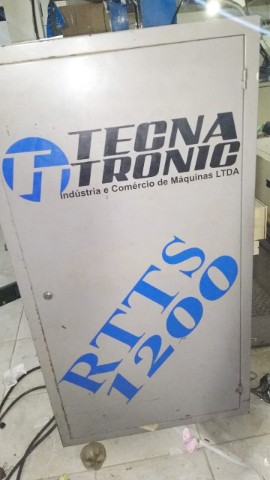 TECNA
TRONIC
Indústria e Comércio de Máquinas LTDA
RTTS
1200